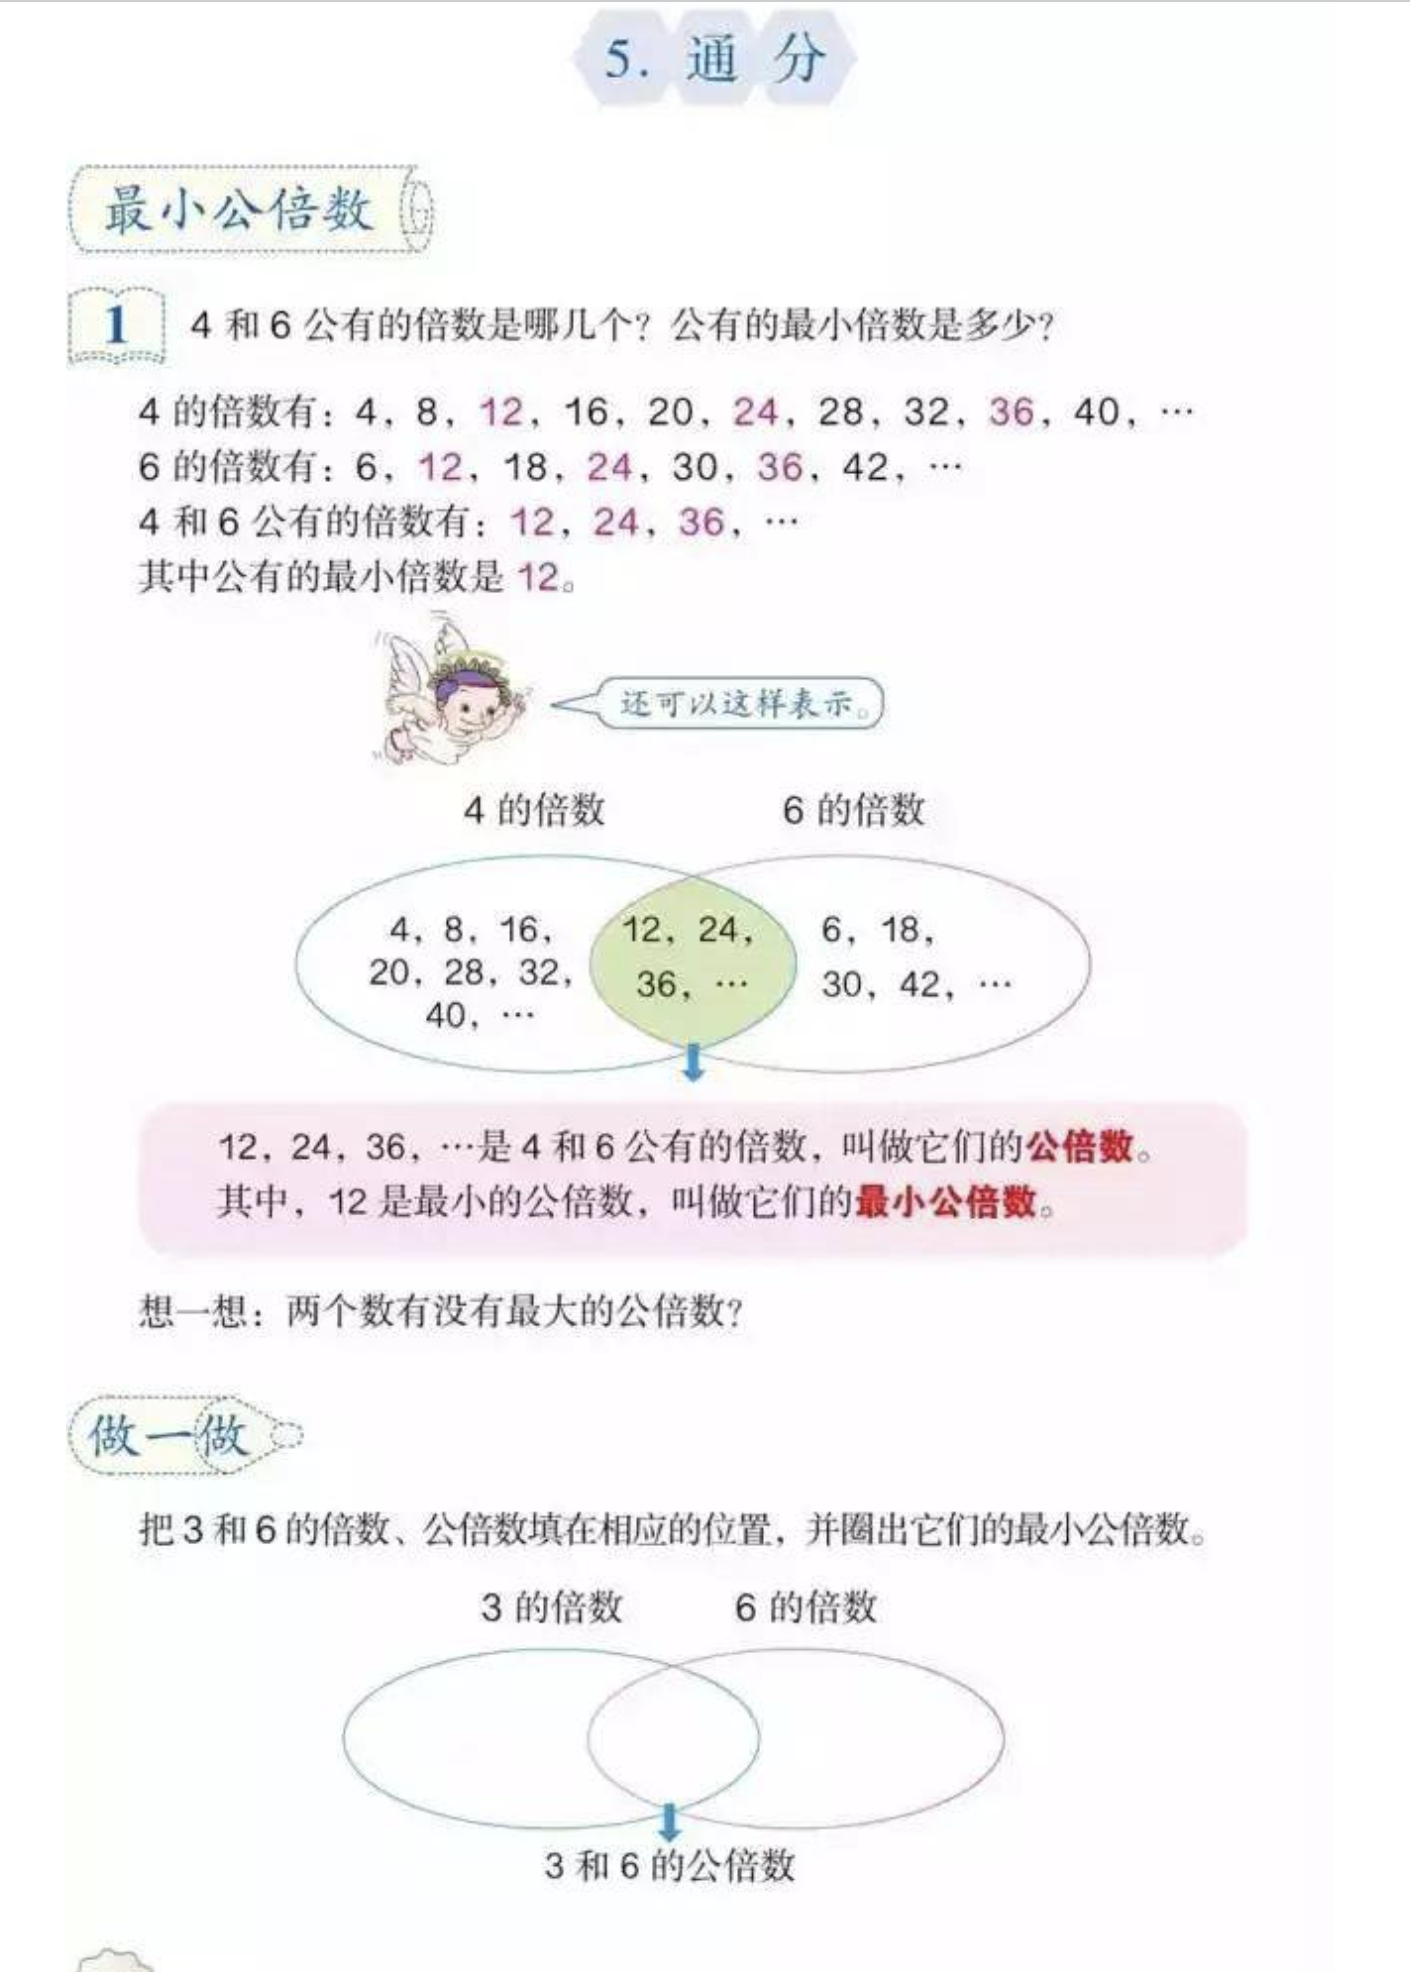 5. 通 分
最小公倍数
1 4 和 6 公有的倍数是哪几个？公有的最小倍数是多少？
4 的倍数有：4，8，12，16，20，24，28，32，36，40，…
6 的倍数有：6，12，18，24，30，36，42，…
4 和 6 公有的倍数有：12，24，36，…
其中公有的最小倍数是 12。
还可以这样表示。
4 的倍数 6 的倍数
4，8，16， 12，24， 6，18，
20，28，32， 36，… 30，42，…
40，…
12，24，36，…是 4 和 6 公有的倍数，叫做它们的公倍数。
其中，12 是最小的公倍数，叫做它们的最小公倍数。
想一想：两个数有没有最大的公倍数？
做一做
把 3 和 6 的倍数、公倍数填在相应的位置，并圈出它们的最小公倍数。
3 的倍数 6 的倍数
3 和 6 的公倍数